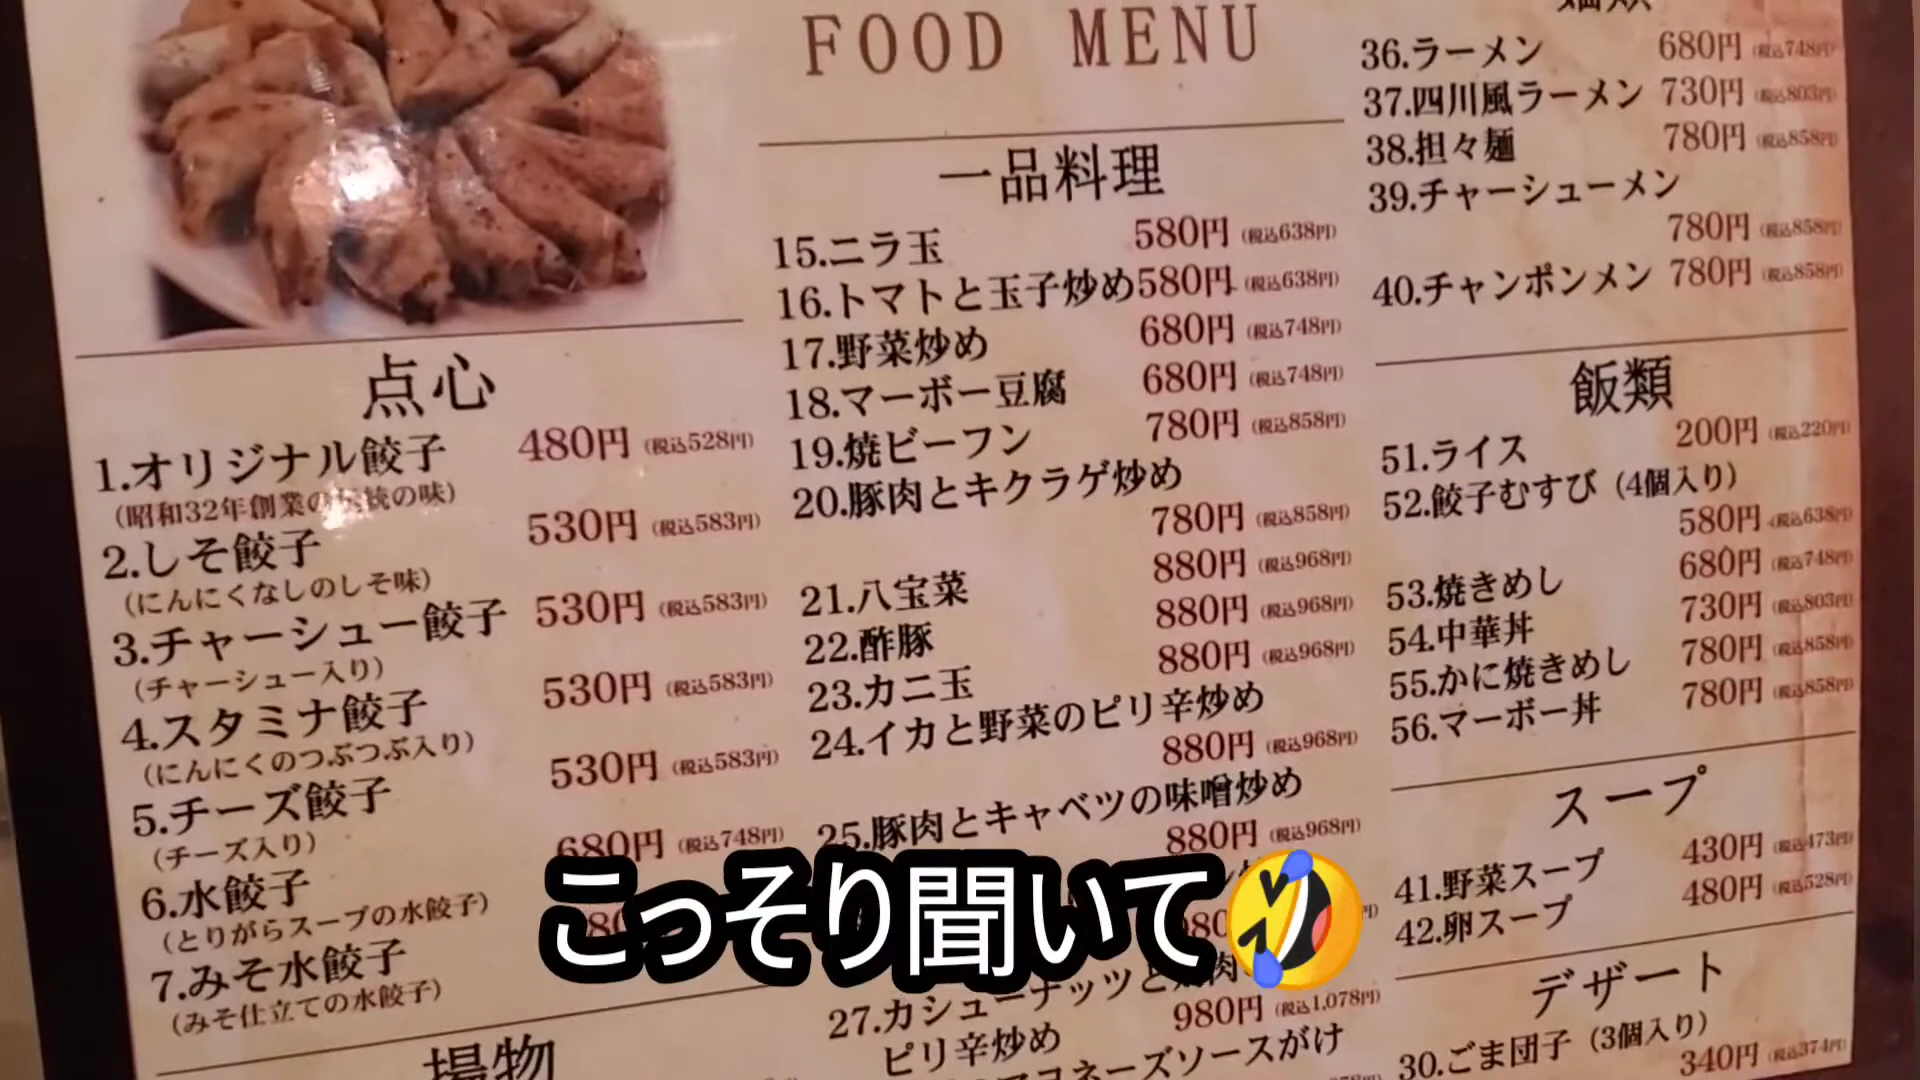 FOOD MENU
点心
1.オリジナル餃子 480円 (税込528円)
(昭和32年創業の伝統の味)
2.しそ餃子 530円 (税込583円)
(にんにくなしのしそ味)
3.チャーシュー餃子 530円 (税込583円)
(チャーシュー入り)
4.スタミナ餃子 530円 (税込583円)
(にんにくのつぶつぶ入り)
5.チーズ餃子 530円 (税込583円)
(チーズ入り)
6.水餃子 680円 (税込748円)
(とりがらスープの水餃子)
7.みそ水餃子
(みそ仕立ての水餃子)
揚物
一品料理
15.ニラ玉 580円 (税込638円)
16.トマトと玉子炒め 580円 (税込638円)
17.野菜炒め 680円 (税込748円)
18.マーボー豆腐 680円 (税込748円)
19.焼ビーフン 780円 (税込858円)
20.豚肉とキクラゲ炒め
780円 (税込858円)
21.八宝菜 880円 (税込968円)
22.酢豚 880円 (税込968円)
23.カニ玉 880円 (税込968円)
24.イカと野菜のピリ辛炒め
880円 (税込968円)
25.豚肉とキャベツの味噌炒め
880円 (税込968円)
27.カシューナッツと肉
ピリ辛炒め 980円 (税込1,078円)
マヨネーズソースがけ
36.ラーメン 680円 (税込748円)
37.四川風ラーメン 730円 (税込803円)
38.担々麺 780円 (税込858円)
39.チャーシューメン
780円 (税込858円)
40.チャンポンメン 780円 (税込858円)
飯類
51.ライス 200円 (税込220円)
52.餃子むすび (4個入り)
580円 (税込638円)
53.焼きめし 680円 (税込748円)
54.中華丼 730円 (税込803円)
55.かに焼きめし 780円 (税込858円)
56.マーボー丼 780円 (税込858円)
スープ
41.野菜スープ 430円 (税込473円)
42.卵スープ 480円 (税込528円)
デザート
30.ごま団子 (3個入り)
340円 (税込374円)
こっそり聞いて🤣